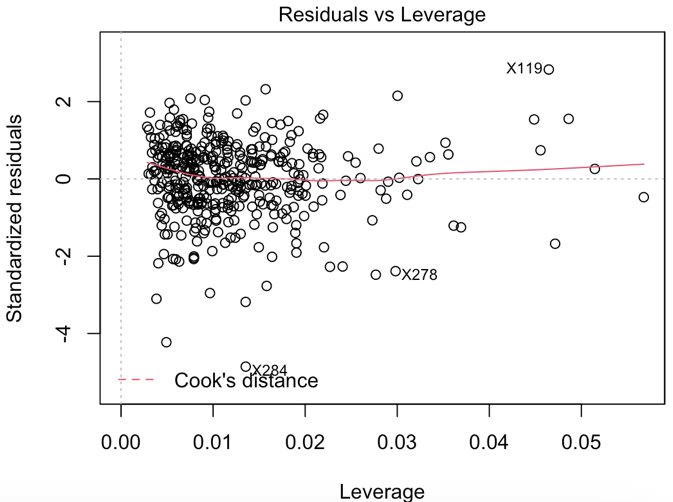 Residuals vs Leverage
Standardized residuals
2
0
-2
-4
X119
X278
X284
Cook's distance
0.00 0.01 0.02 0.03 0.04 0.05
Leverage